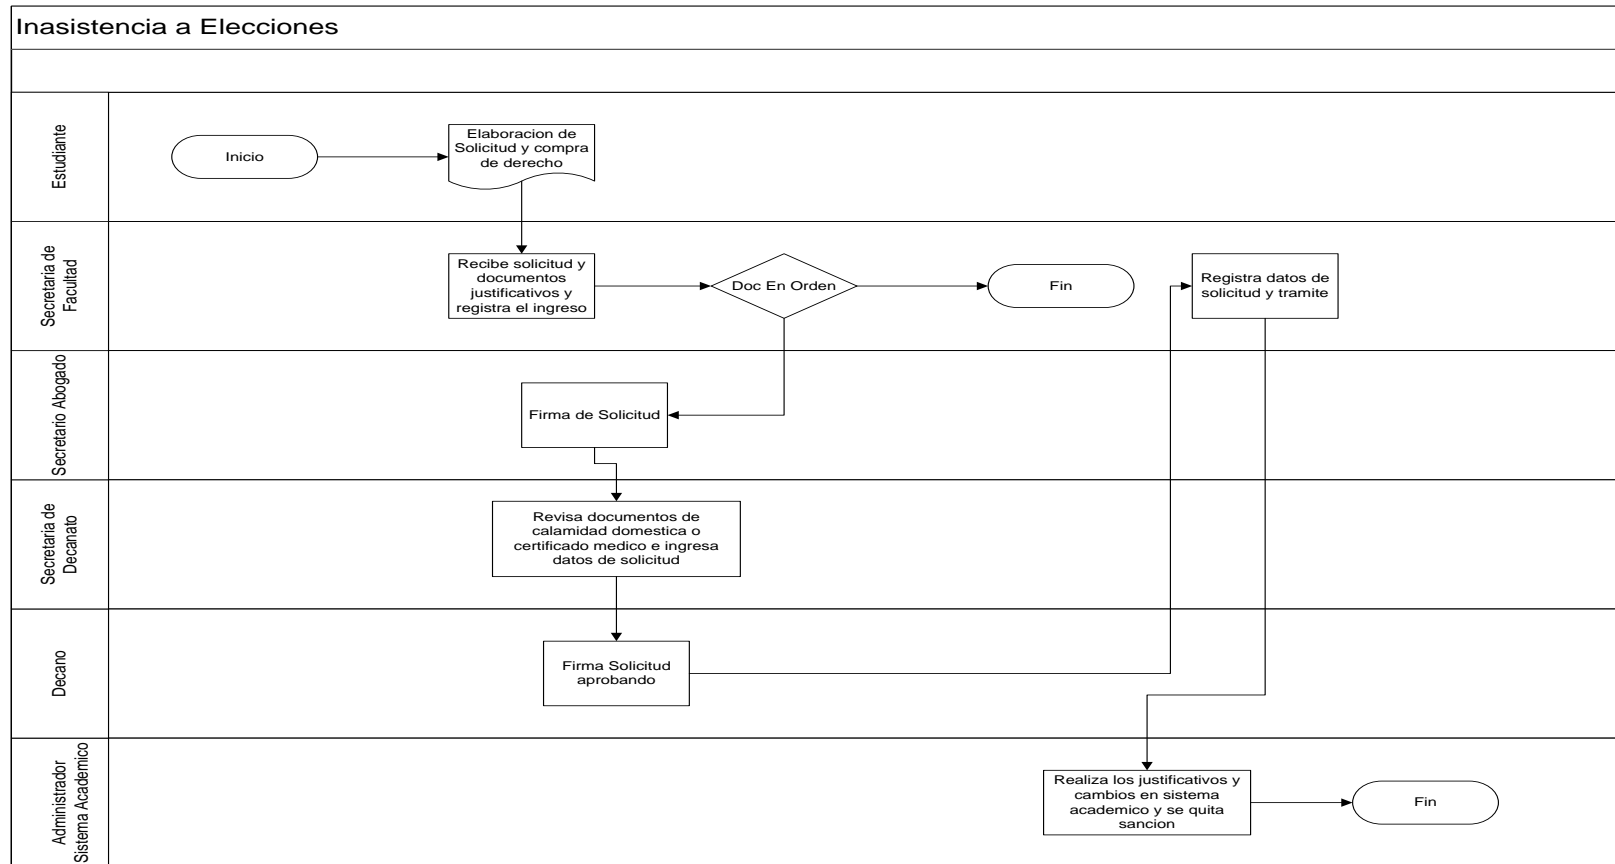 Inasistencia a Elecciones
Estudiante
Inicio
Elaboracion de
Solicitud y compra
de derecho
Secretaria de
Facultad
Recibe solicitud y
documentos
justificativos y
registra el ingreso
Doc En Orden
Fin
Registra datos de
solicitud y tramite
Secretario Abogado
Firma de Solicitud
Secretaria de
Decanato
Revisa documentos de
calamidad domestica o
certificado medico e ingresa
datos de solicitud
Decano
Firma Solicitud
aprobando
Administrador
Sistema Academico
Realiza los justificativos y
cambios en sistema
academico y se quita
sancion
Fin